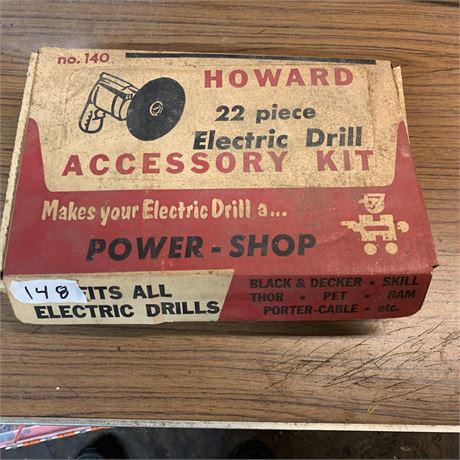 no. 140
HOWARD
22 piece
Electric Drill
ACCESSORY KIT
Makes your Electric Drill a...
POWER - SHOP
148
FITS ALL
ELECTRIC DRILLS
BLACK & DECKER • SKILL
THOR • PET • RAM
PORTER-CABLE • etc.